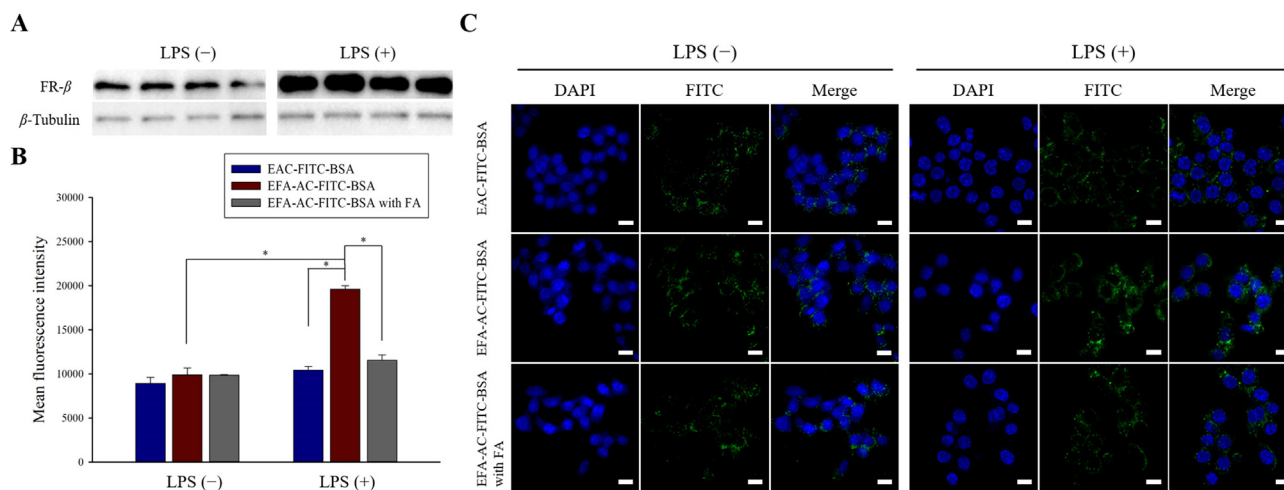 A
LPS (−) LPS (+)
FR-β
β-Tubulin
B
EAC-FITC-BSA
EFA-AC-FITC-BSA
EFA-AC-FITC-BSA with FA
Mean fluorescence intensity
30000
25000
20000
15000
10000
5000
0
*
*
*
LPS (−) LPS (+)
C
LPS (−) LPS (+)
DAPI FITC Merge DAPI FITC Merge
EAC-FITC-BSA
EFA-AC-FITC-BSA
EFA-AC-FITC-BSA
with FA